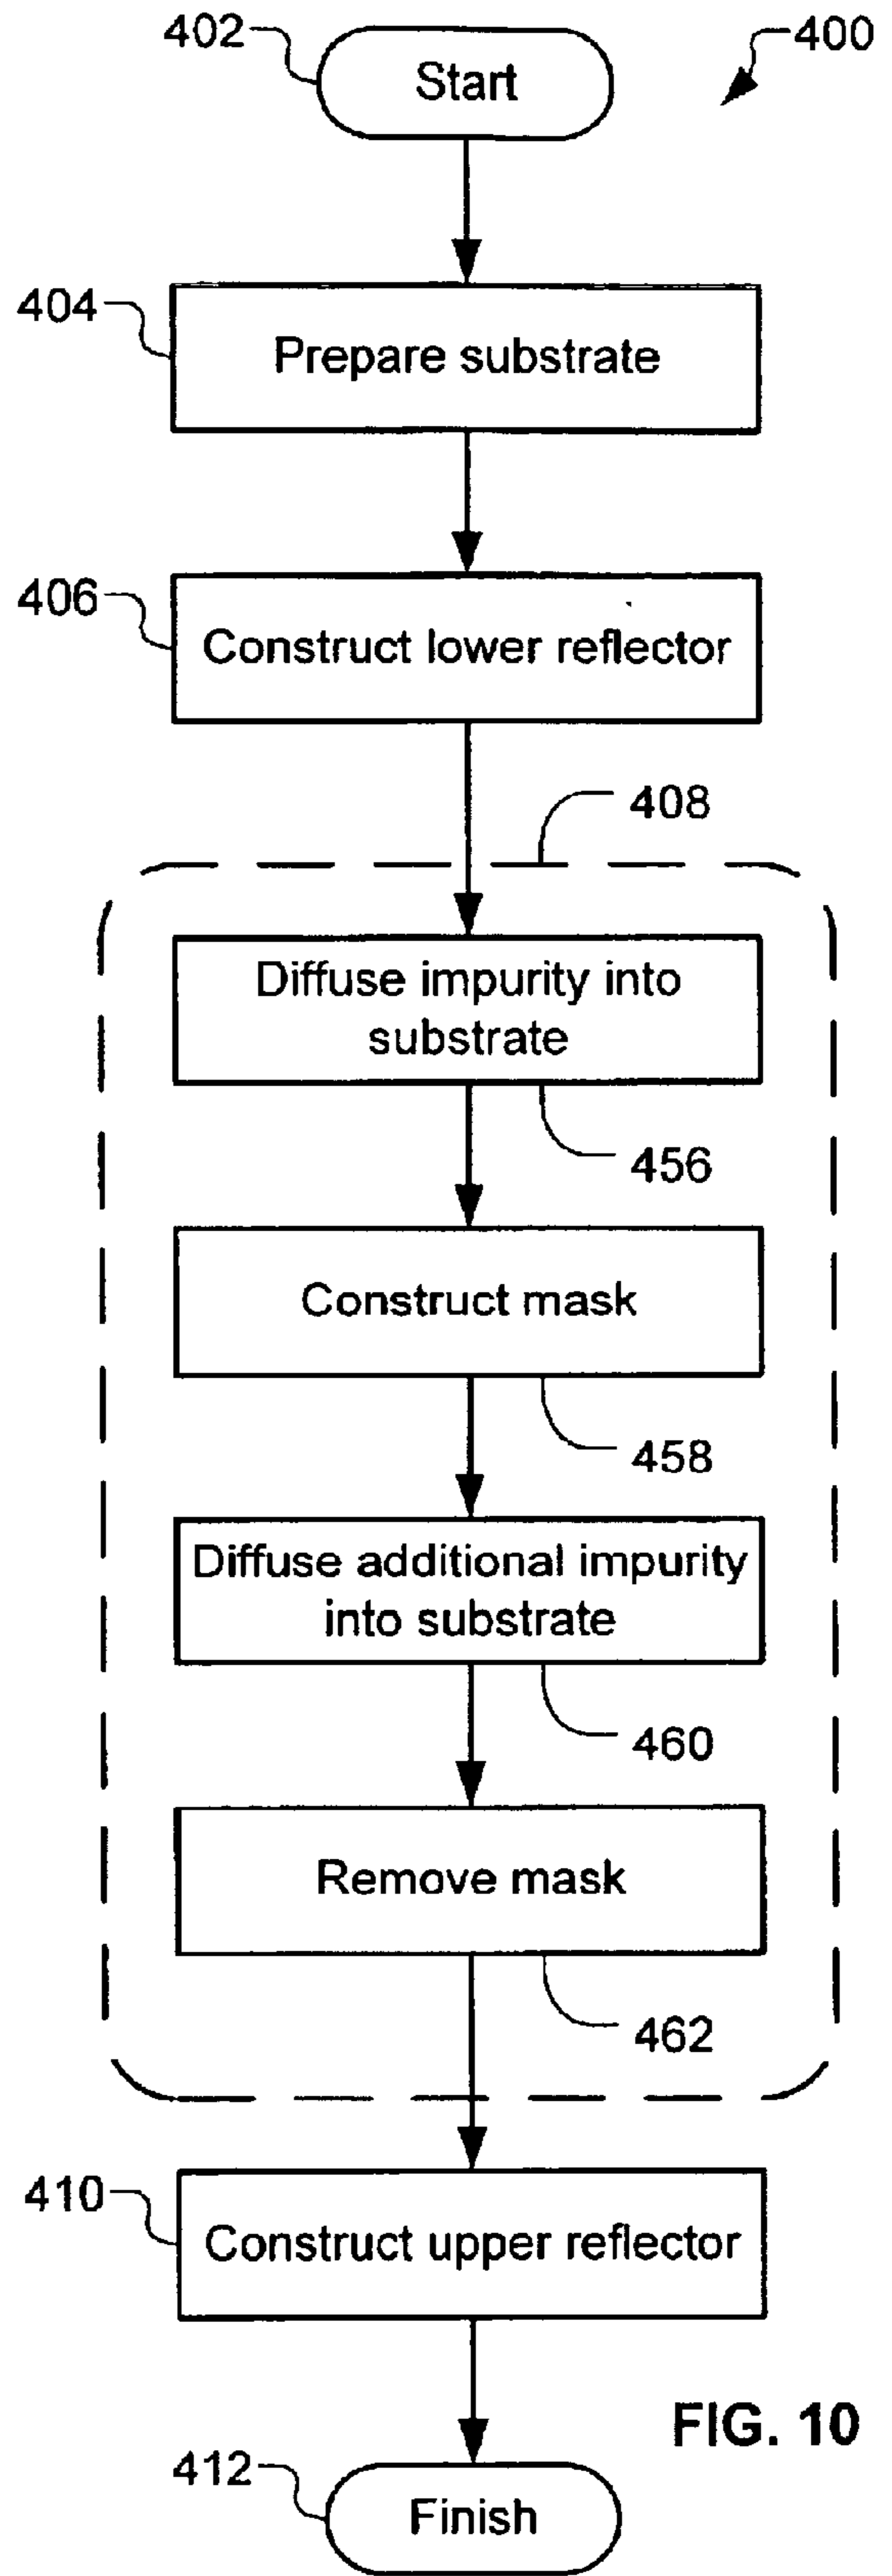 402
Start
400
404
Prepare substrate
406
Construct lower reflector
408
Diffuse impurity into
substrate
456
Construct mask
458
Diffuse additional impurity
into substrate
460
Remove mask
462
410
Construct upper reflector
FIG. 10
412
Finish